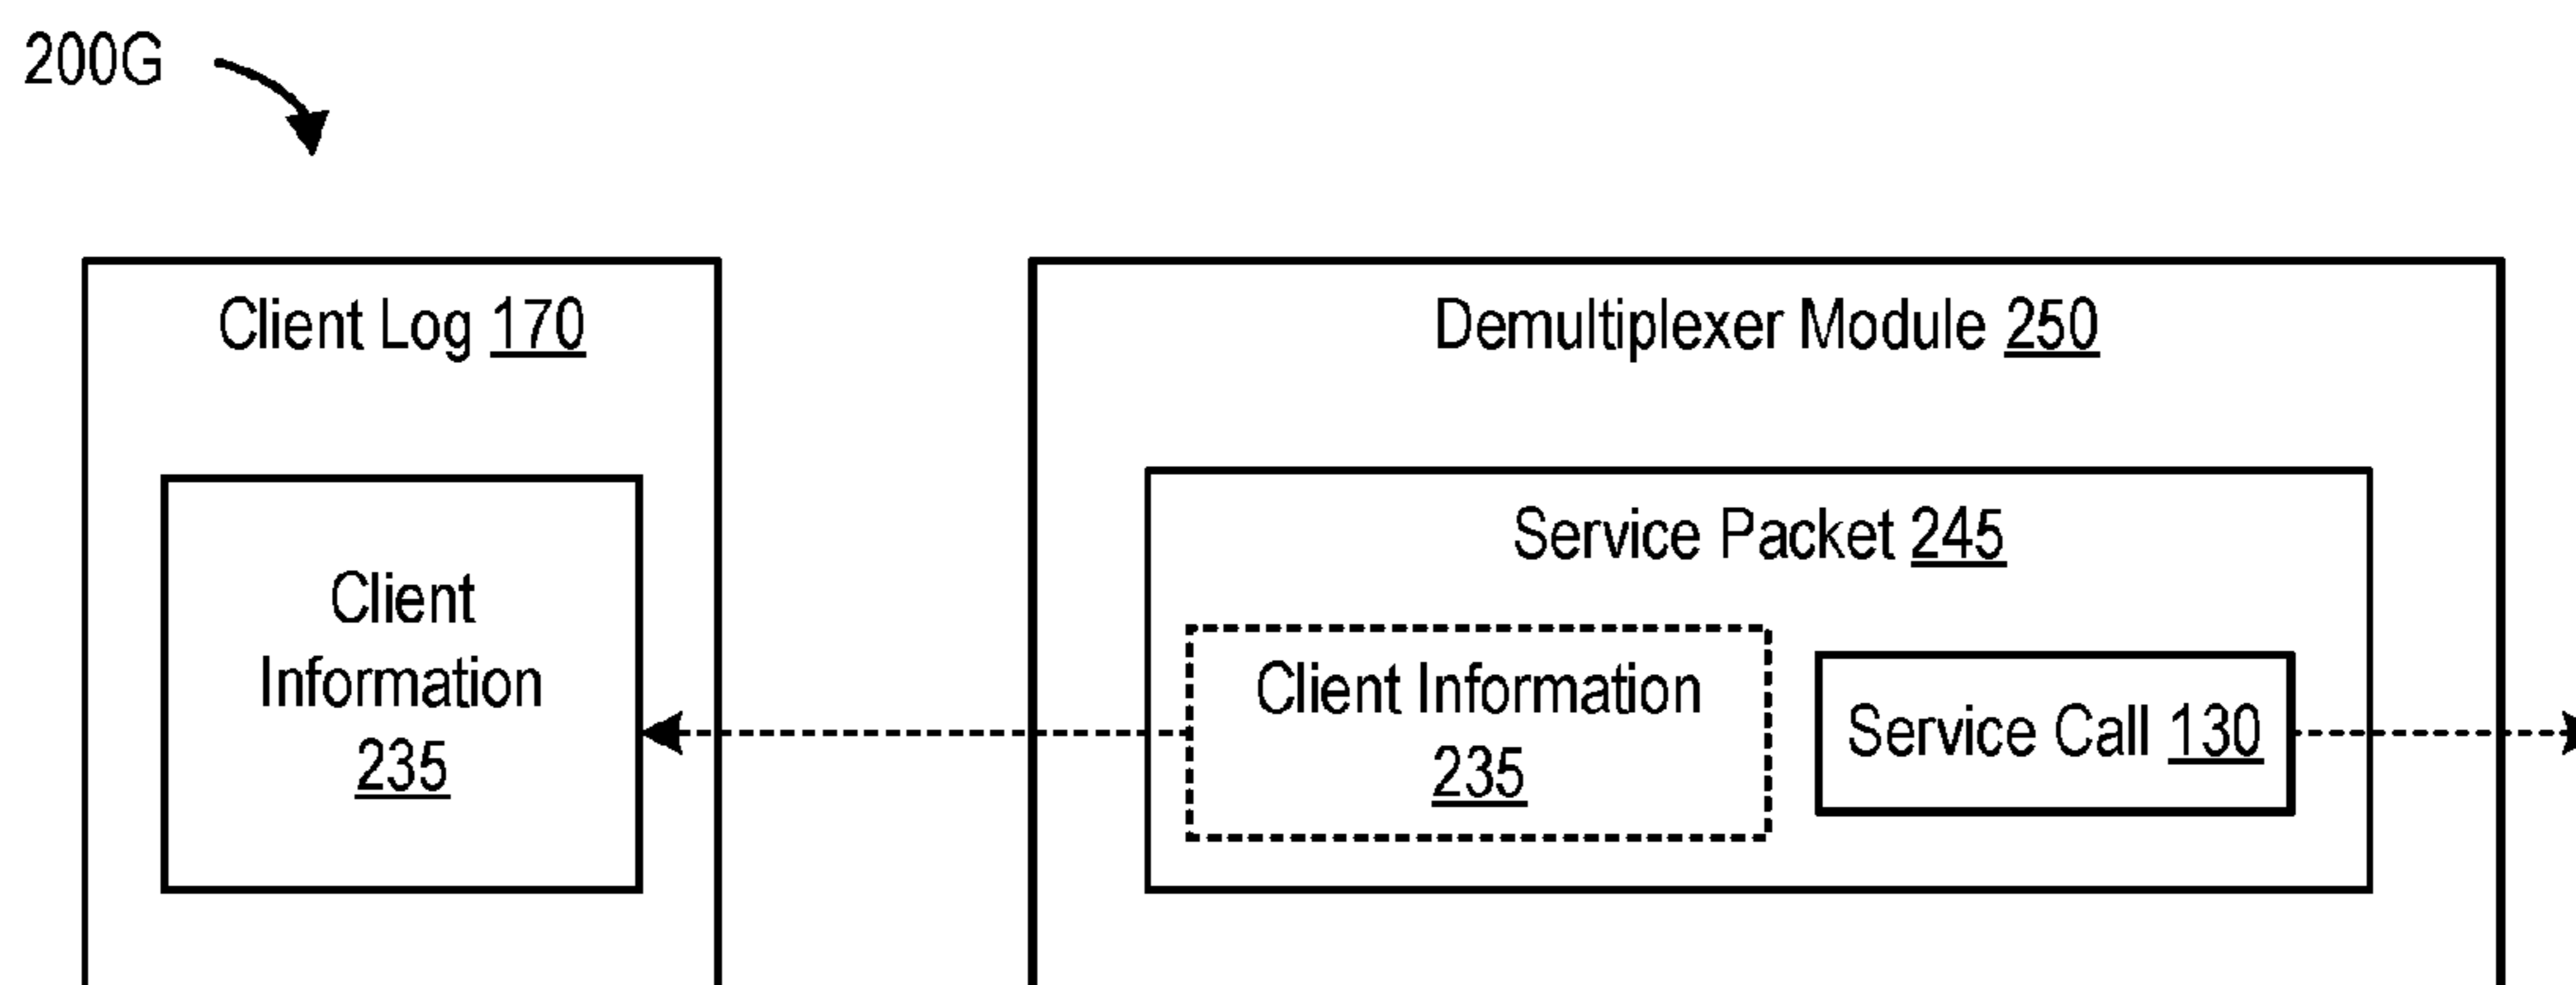 200G
Client Log 170
Client
Information
235
Demultiplexer Module 250
Service Packet 245
Client Information
235
Service Call 130